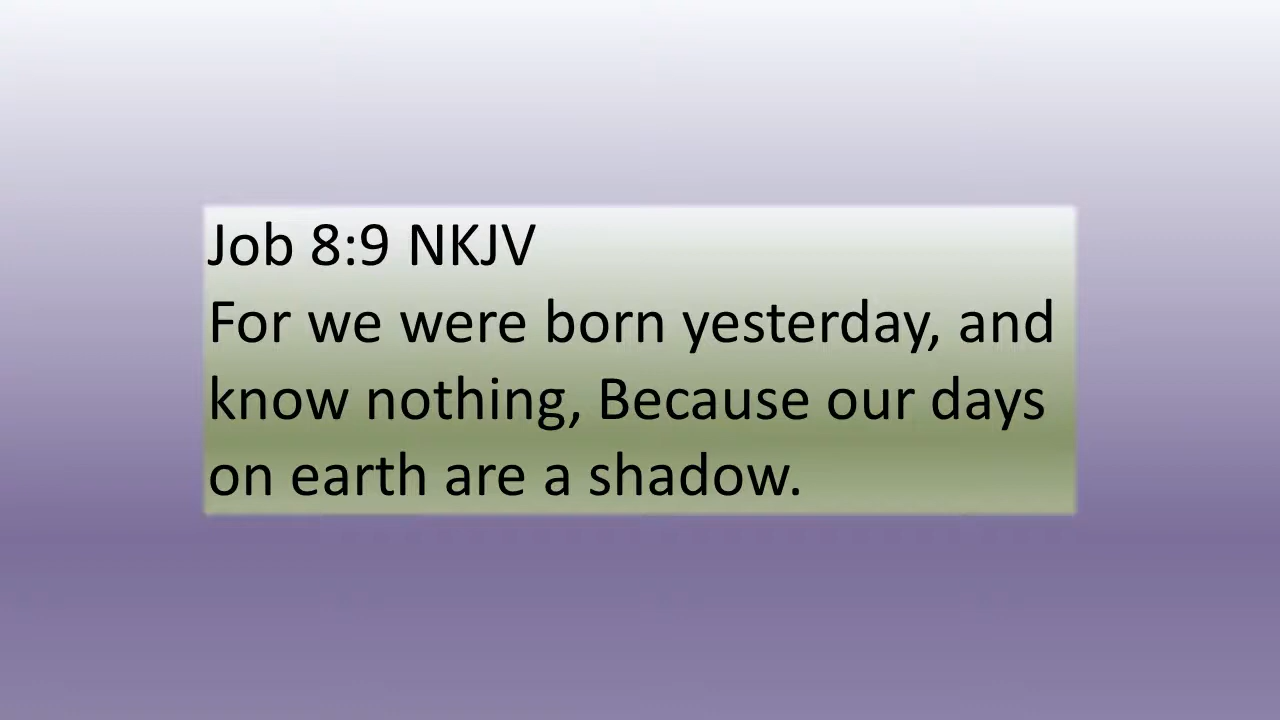 Job 8:9 NKJV
For we were born yesterday, and
know nothing, Because our days
on earth are a shadow.